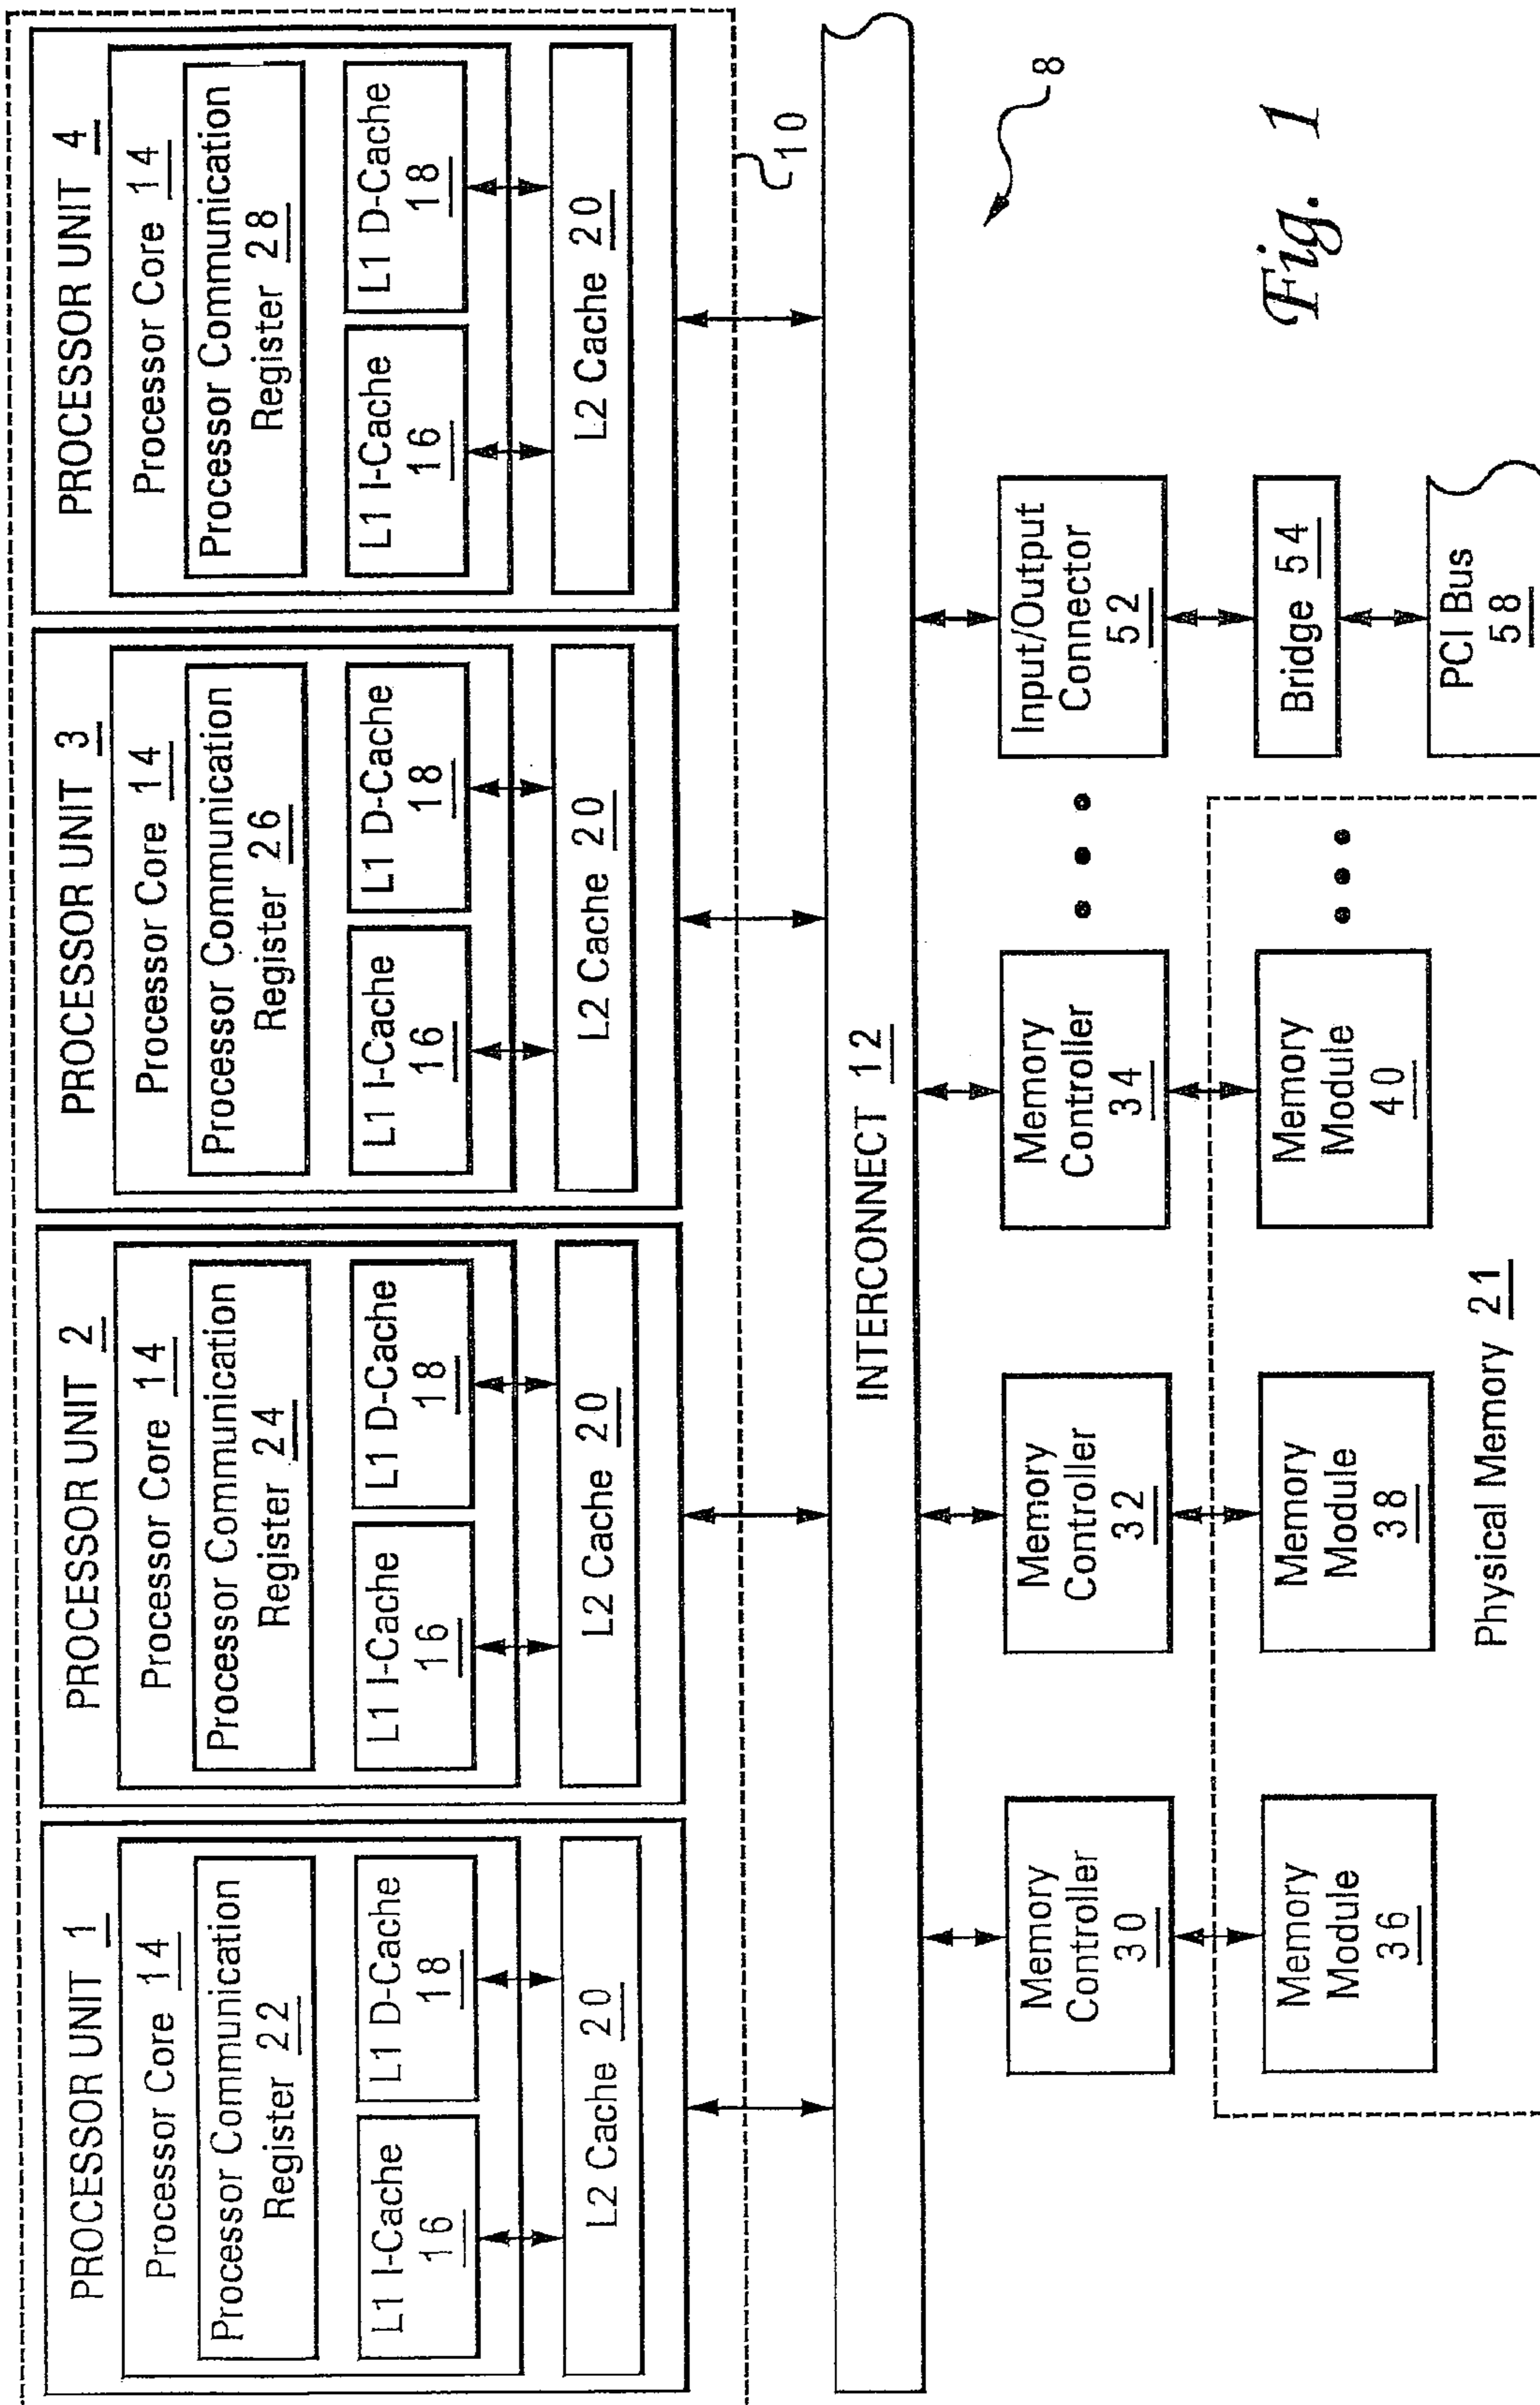 PROCESSOR UNIT 1
Processor Core 14
Processor Communication
Register 22
L1 I-Cache
16
L1 D-Cache
18
L2 Cache 20
PROCESSOR UNIT 2
Processor Core 14
Processor Communication
Register 24
L1 I-Cache
16
L1 D-Cache
18
L2 Cache 20
PROCESSOR UNIT 3
Processor Core 14
Processor Communication
Register 26
L1 I-Cache
16
L1 D-Cache
18
L2 Cache 20
PROCESSOR UNIT 4
Processor Core 14
Processor Communication
Register 28
L1 I-Cache
16
L1 D-Cache
18
L2 Cache 20
10
INTERCONNECT 12
8
Memory
Controller
30
Memory
Controller
32
Memory
Controller
34
Input/Output
Connector
52
Memory
Module
36
Memory
Module
38
Memory
Module
40
Bridge 54
PCI Bus
58
Physical Memory 21
Fig. 1